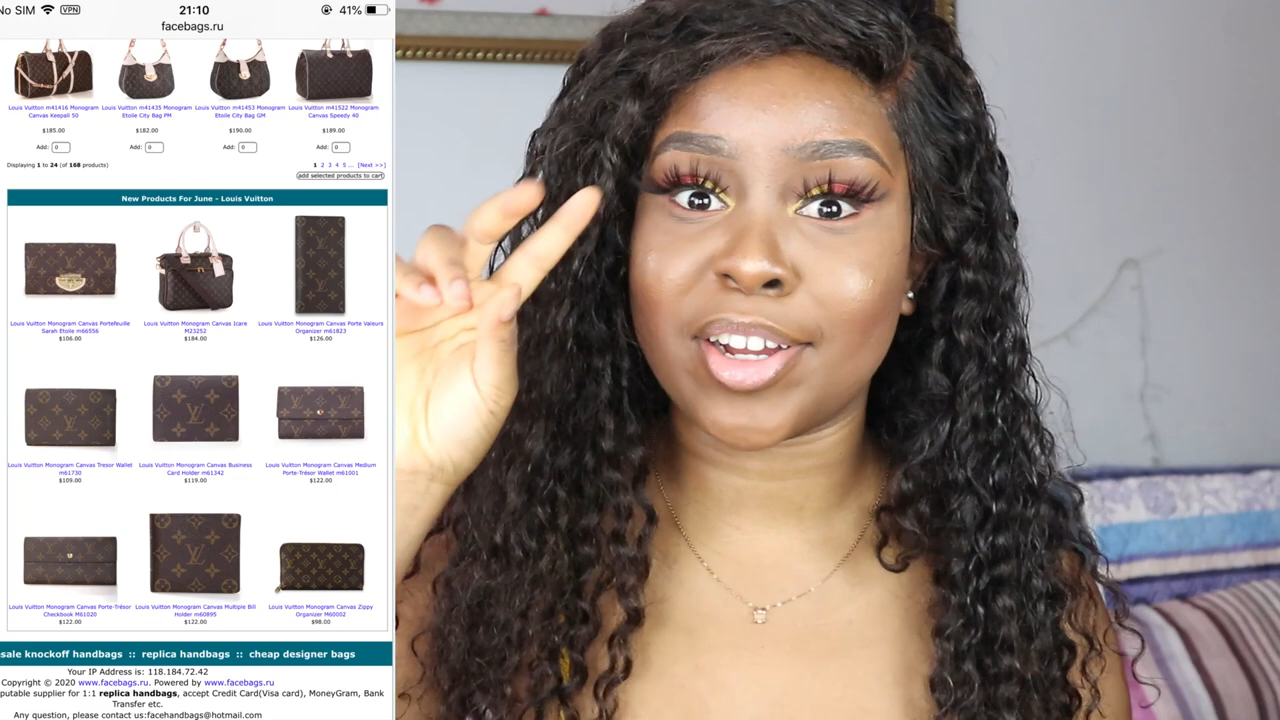 No SIM VPN 21:10 41%
facebags.ru
Louis Vuitton m41416 Monogram Canvas Keepall 50
$185.00
Add: 0
Louis Vuitton m41435 Monogram Etoile City Bag PM
$182.00
Add: 0
Louis Vuitton m41453 Monogram Etoile City Bag GM
$190.00
Add: 0
Louis Vuitton m41522 Monogram Canvas Speedy 40
$189.00
Add: 0
Displaying 1 to 24 (of 168 products)
1 2 3 4 5 ... [Next >>]
add selected products to cart
New Products For June - Louis Vuitton
Louis Vuitton Monogram Canvas Portefeuille
Sarah Etoile m66556
$106.00
Louis Vuitton Monogram Canvas Icare
M23252
$184.00
Louis Vuitton Monogram Canvas Porte Valeurs
Organizer m61823
$126.00
Louis Vuitton Monogram Canvas Tresor Wallet
m61730
$109.00
Louis Vuitton Monogram Canvas Business
Card Holder m61342
$119.00
Louis Vuitton Monogram Canvas Medium
Porte-Trésor Wallet m61001
$122.00
Louis Vuitton Monogram Canvas Porte-Trésor
Checkbook M61020
$122.00
Louis Vuitton Monogram Canvas Multiple Bill
Holder m60895
$122.00
Louis Vuitton Monogram Canvas Zippy
Organizer M60002
$98.00
sale knockoff handbags :: replica handbags :: cheap designer bags
Your IP Address is: 118.184.72.42
Copyright © 2020 www.facebags.ru. Powered by www.facebags.ru
putable supplier for 1:1 replica handbags, accept Credit Card(Visa card), MoneyGram, Bank
Transfer etc.
Any question, please contact us:facehandbags@hotmail.com